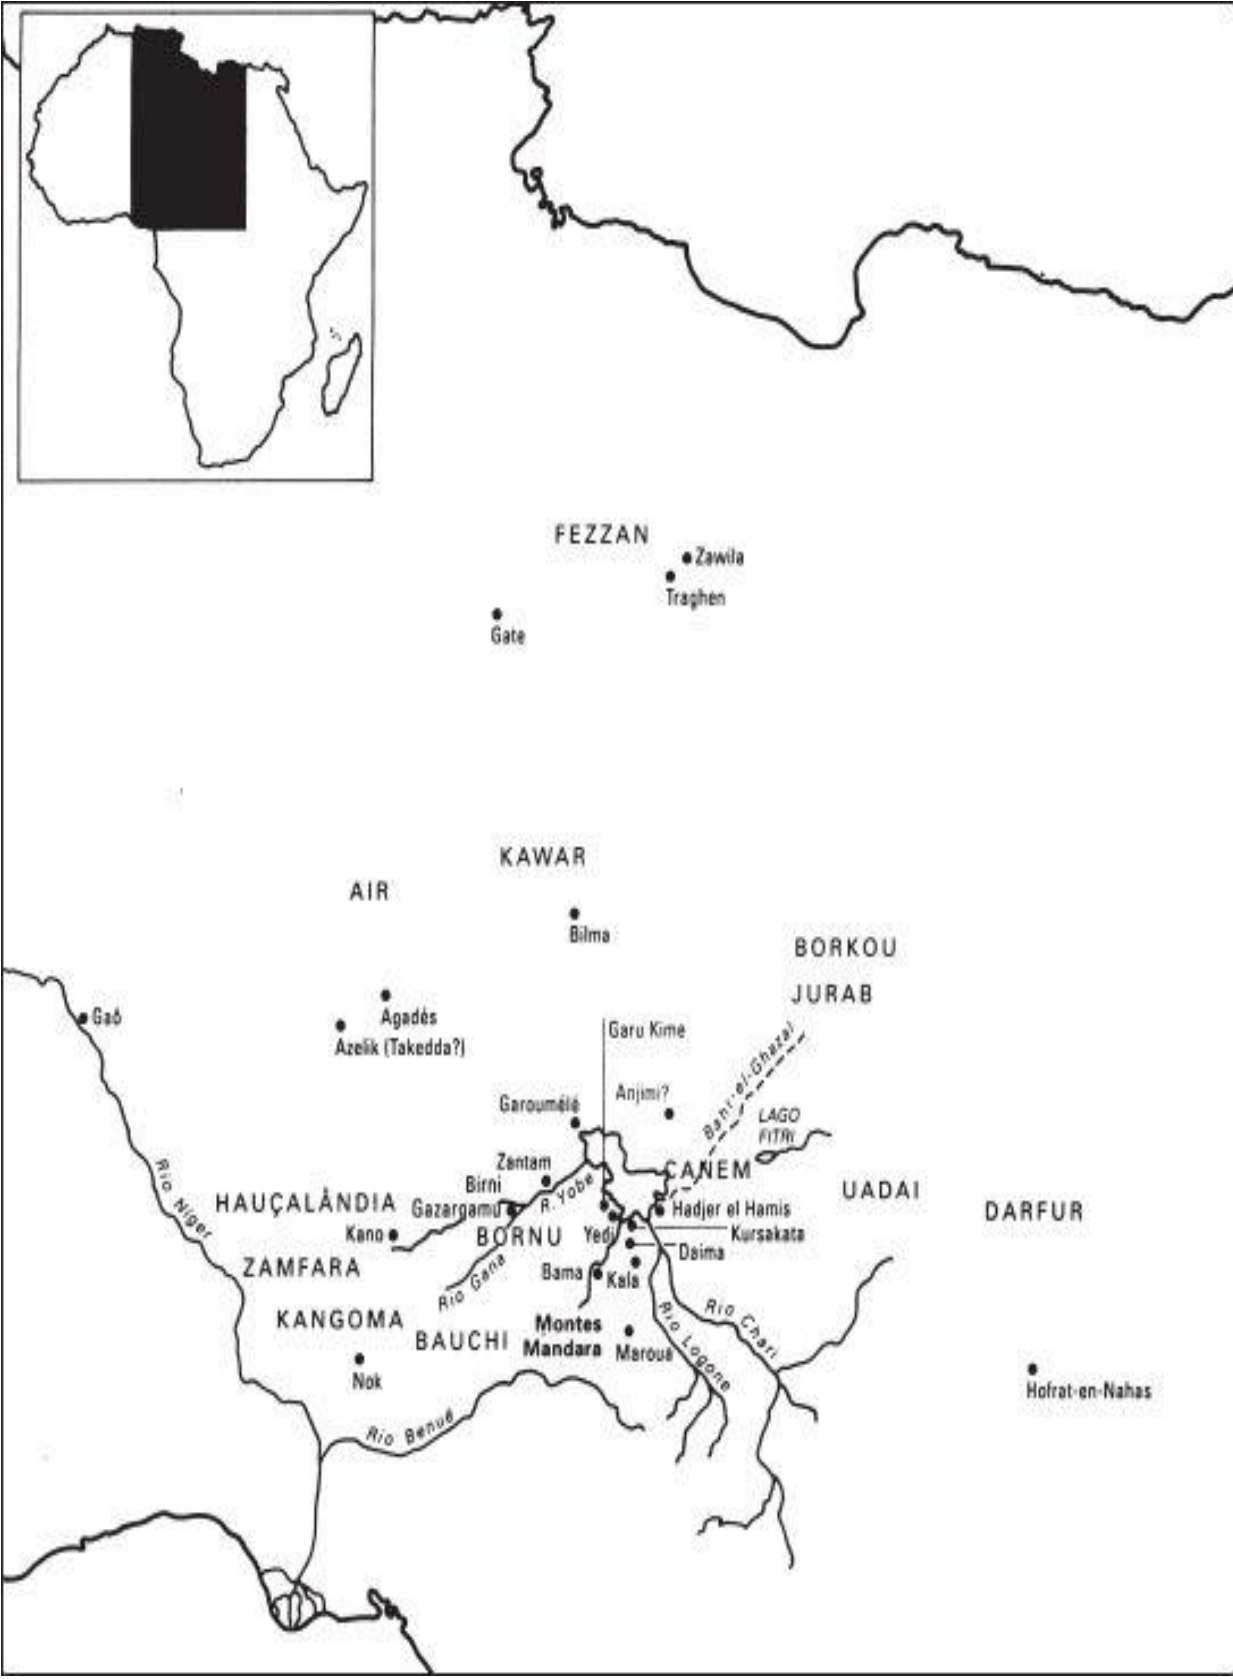 FEZZAN
Zawila
Traghen
Gate
KAWAR
AIR
Bilma
BORKOU
JURAB
Gaô
Agadés
Azelik (Takedda?)
Garu Kime
Bahr-el-Ghazal
Anjimi?
Garoumélé
LAGO
FITRI
Zantam
CANEM
Birni
Gazargamu
R. Yobe
UADAI
HAUÇALÂNDIA
Rio Niger
Hadjer el Hamis
DARFUR
Kano
BORNU
Yedi
Kursakata
Daima
ZAMFARA
Rio Gana
Bama
Kala
KANGOMA
BAUCHI
Montes
Mandara
Maroua
Rio Logone
Rio Chari
Nok
Hofrat-en-Nahas
Rio Benué